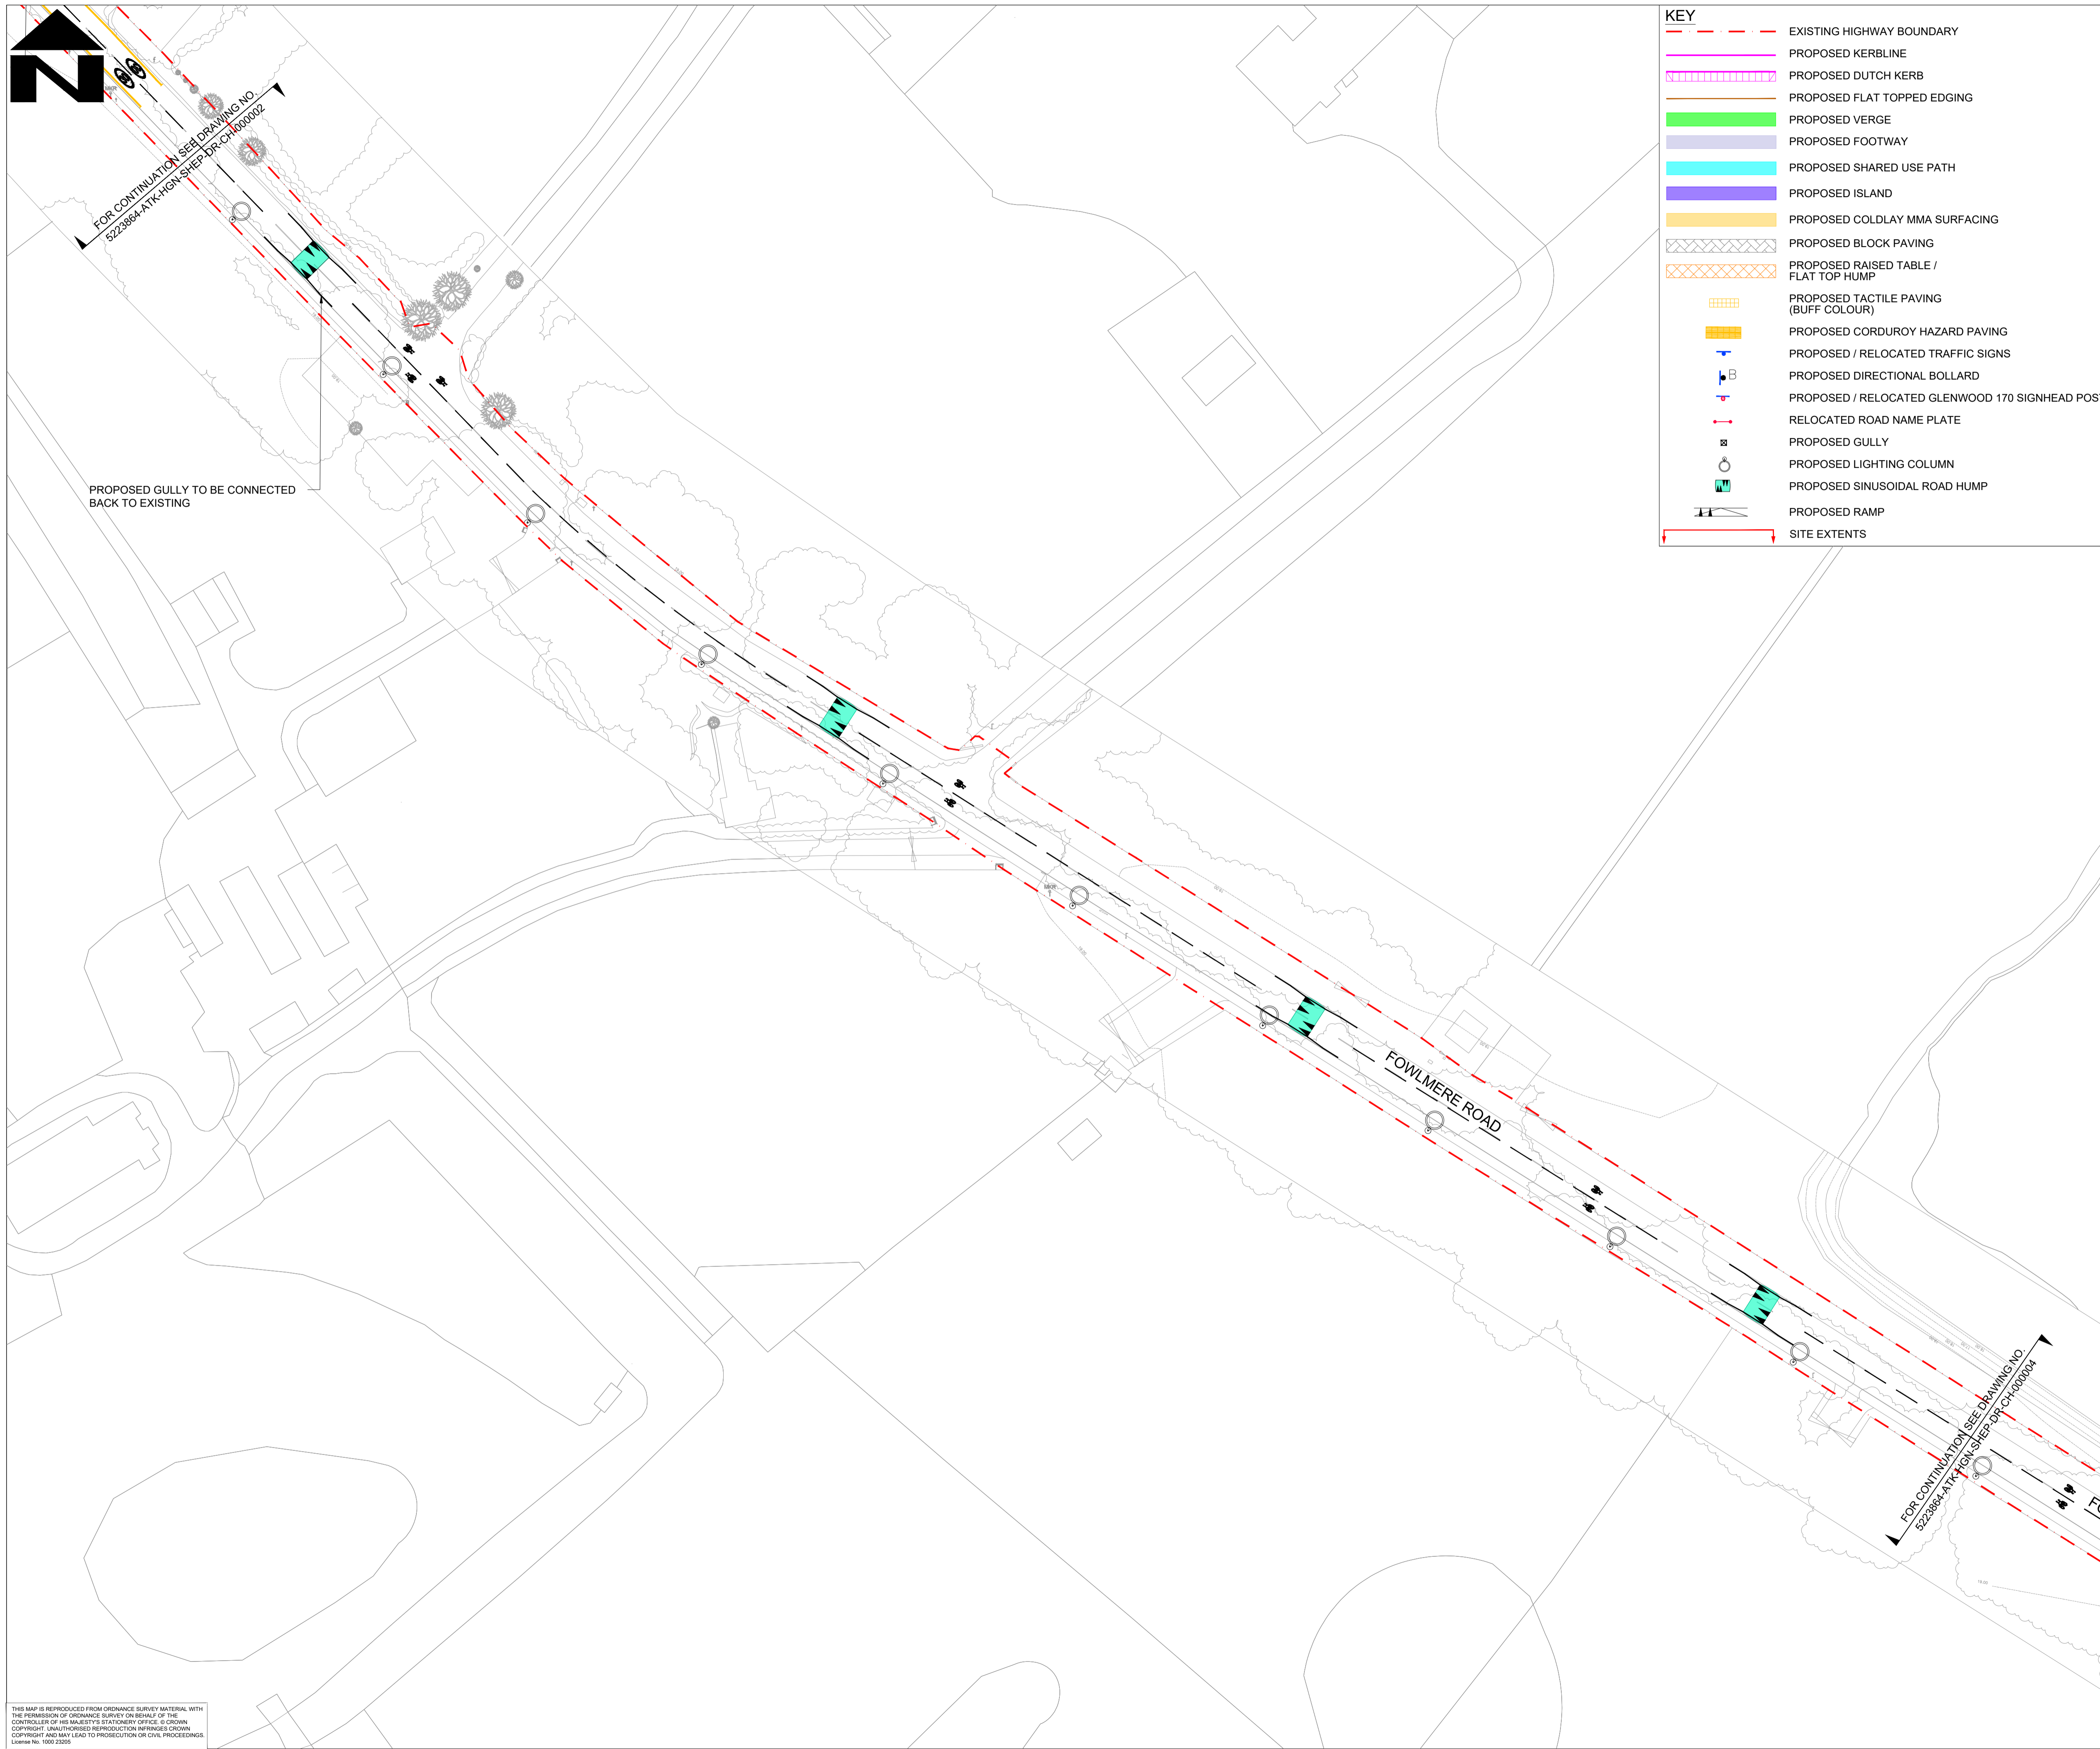 N
FOR CONTINUATION SEE DRAWING NO.
5223864-ATK-HGN-SHEP-DR-CH-000002
PROPOSED GULLY TO BE CONNECTED
BACK TO EXISTING
FOWLMERE ROAD
FOR CONTINUATION SEE DRAWING NO.
5223864-ATK-HGN-SHEP-DR-CH-000004
KEY
EXISTING HIGHWAY BOUNDARY
PROPOSED KERBLINE
PROPOSED DUTCH KERB
PROPOSED FLAT TOPPED EDGING
PROPOSED VERGE
PROPOSED FOOTWAY
PROPOSED SHARED USE PATH
PROPOSED ISLAND
PROPOSED COLDLAY MMA SURFACING
PROPOSED BLOCK PAVING
PROPOSED RAISED TABLE /
FLAT TOP HUMP
PROPOSED TACTILE PAVING
(BUFF COLOUR)
PROPOSED CORDUROY HAZARD PAVING
PROPOSED / RELOCATED TRAFFIC SIGNS
B
PROPOSED DIRECTIONAL BOLLARD
PROPOSED / RELOCATED GLENWOOD 170 SIGNHEAD POS
RELOCATED ROAD NAME PLATE
PROPOSED GULLY
PROPOSED LIGHTING COLUMN
PROPOSED SINUSOIDAL ROAD HUMP
PROPOSED RAMP
SITE EXTENTS
THIS MAP IS REPRODUCED FROM ORDNANCE SURVEY MATERIAL WITH
THE PERMISSION OF ORDNANCE SURVEY ON BEHALF OF THE
CONTROLLER OF HIS MAJESTY'S STATIONERY OFFICE. © CROWN
COPYRIGHT. UNAUTHORISED REPRODUCTION INFRINGES CROWN
COPYRIGHT AND MAY LEAD TO PROSECUTION OR CIVIL PROCEEDINGS.
License No. 1000 23205